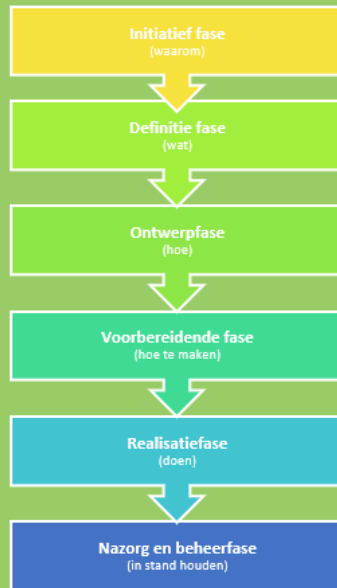 Initiatief fase
(waarom)
Definitie fase
(wat)
Ontwerpfase
(hoe)
Voorbereidende fase
(hoe te maken)
Realisatiefase
(doen)
Nazorg en beheerfase
(in stand houden)